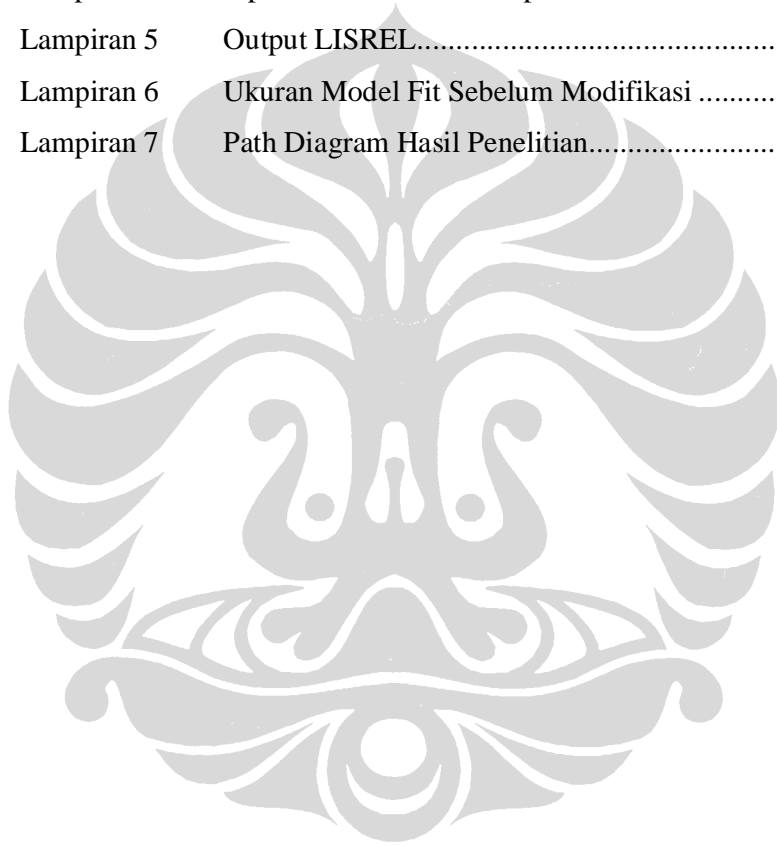 Lampiran 5 Output LISREL.............................................
Lampiran 6 Ukuran Model Fit Sebelum Modifikasi ..........
Lampiran 7 Path Diagram Hasil Penelitian.......................